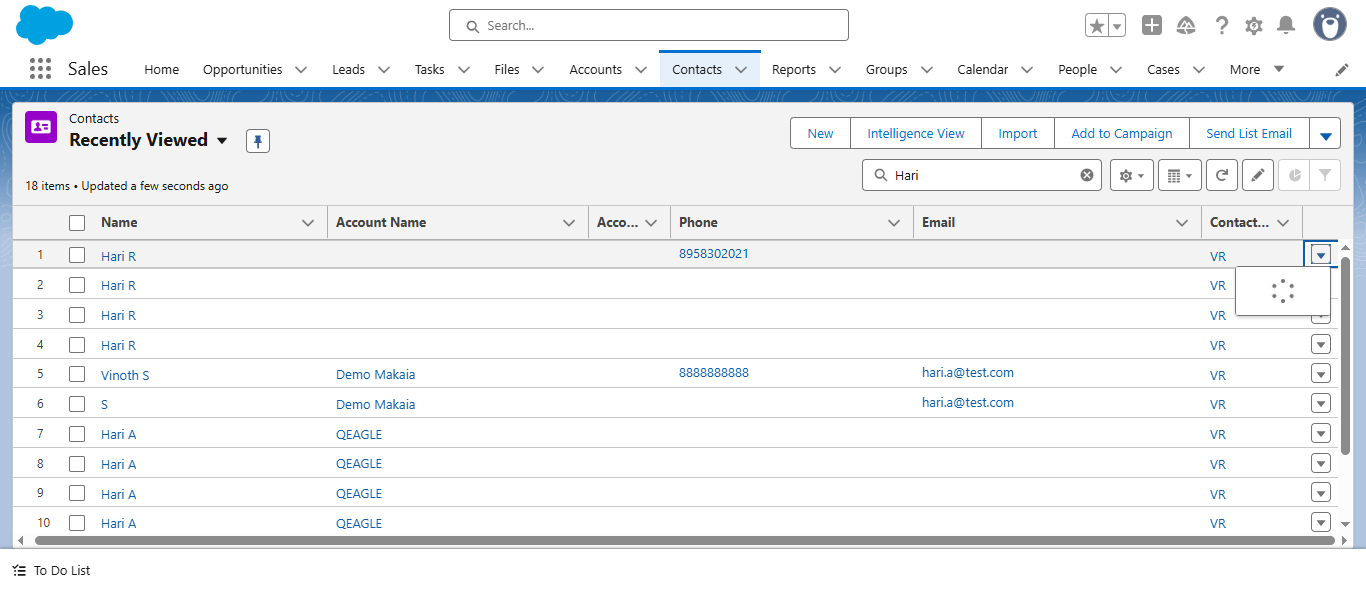 Search...
Sales Home Opportunities Leads Tasks Files Accounts Contacts Reports Groups Calendar People Cases More
Contacts
Recently Viewed
New Intelligence View Import Add to Campaign Send List Email
18 items • Updated a few seconds ago
Hari
Name Account Name Acco... Phone Email Contact...
1 Hari R 8958302021 VR
2 Hari R VR
3 Hari R VR
4 Hari R VR
5 Vinoth S Demo Makaia 8888888888 hari.a@test.com VR
6 S Demo Makaia hari.a@test.com VR
7 Hari A QEAGLE VR
8 Hari A QEAGLE VR
9 Hari A QEAGLE VR
10 Hari A QEAGLE VR
To Do List